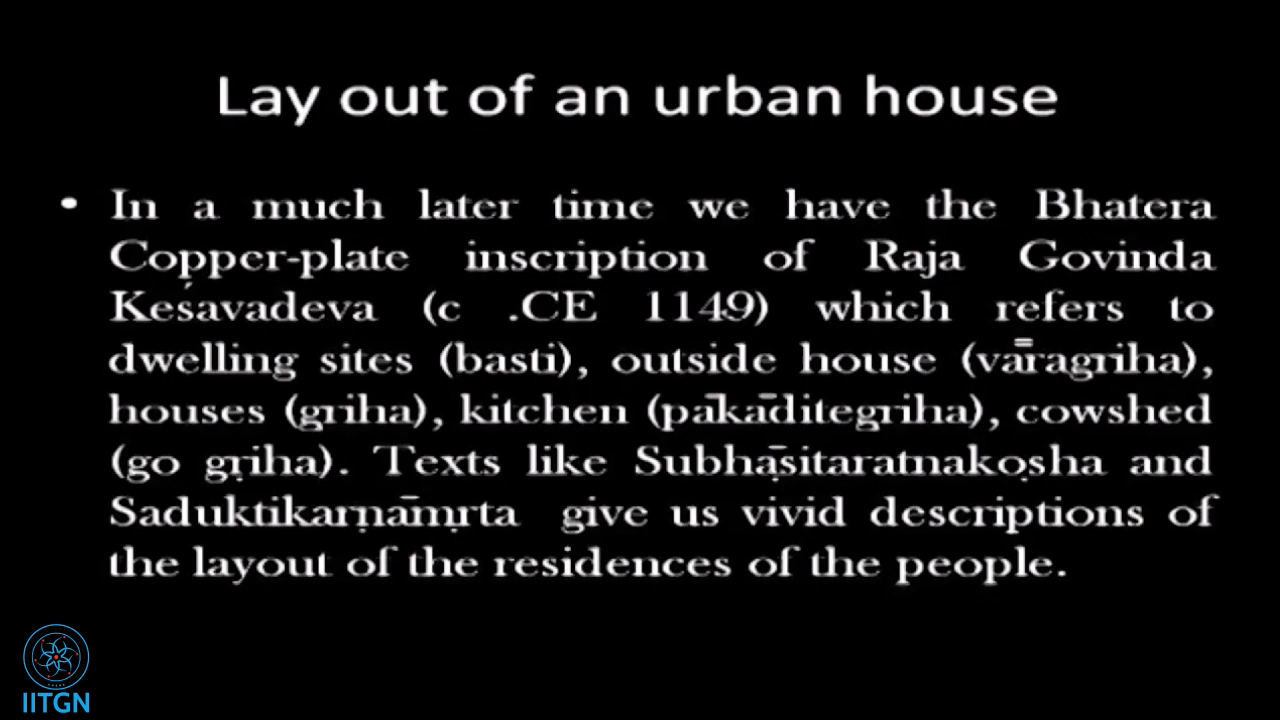 Lay out of an urban house
• In a much later time we have the Bhatera
Copper-plate inscription of Raja Govinda
Keśavadeva (c .CE 1149) which refers to
dwelling sites (basti), outside house (vāragriha),
houses (griha), kitchen (pākāditegriha), cowshed
(go gṛiha). Texts like Subhāṣitaratnakoṣha and
Saduktikarṇāmṛta give us vivid descriptions of
the layout of the residences of the people.
IITGN